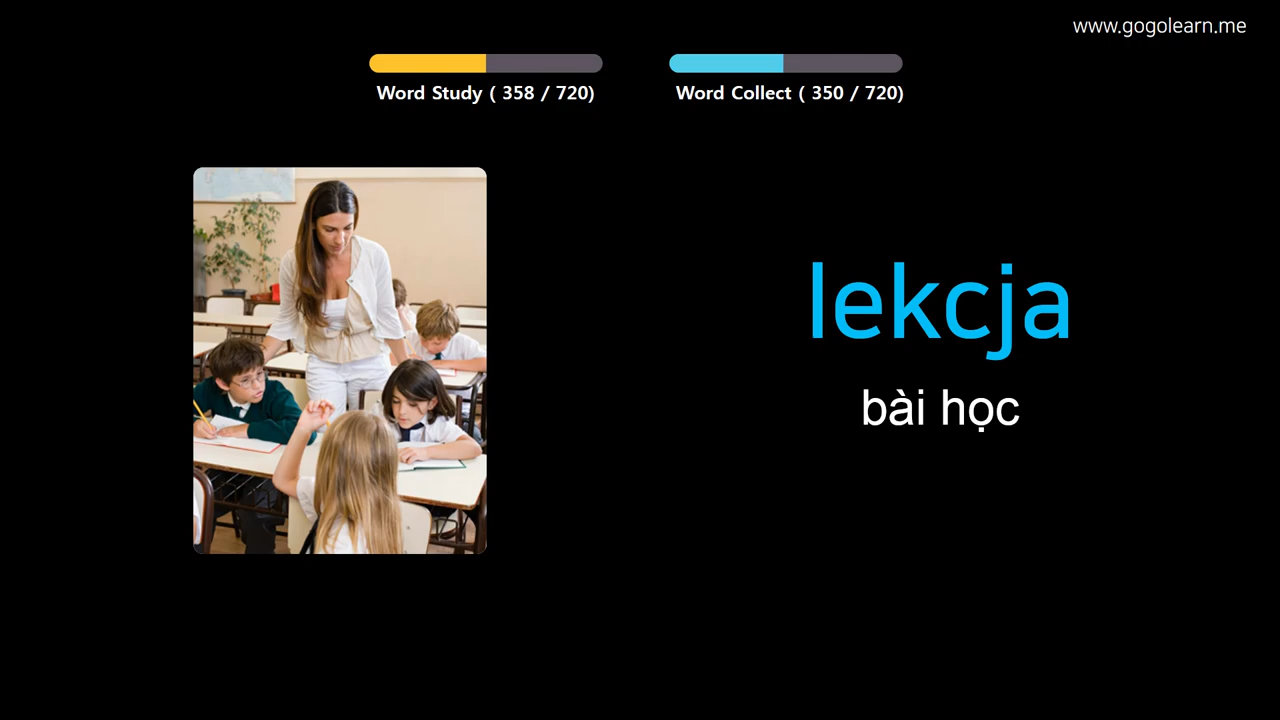 www.gogolearn.me
Word Study ( 358 / 720)
Word Collect ( 350 / 720)
lekcja
bài học